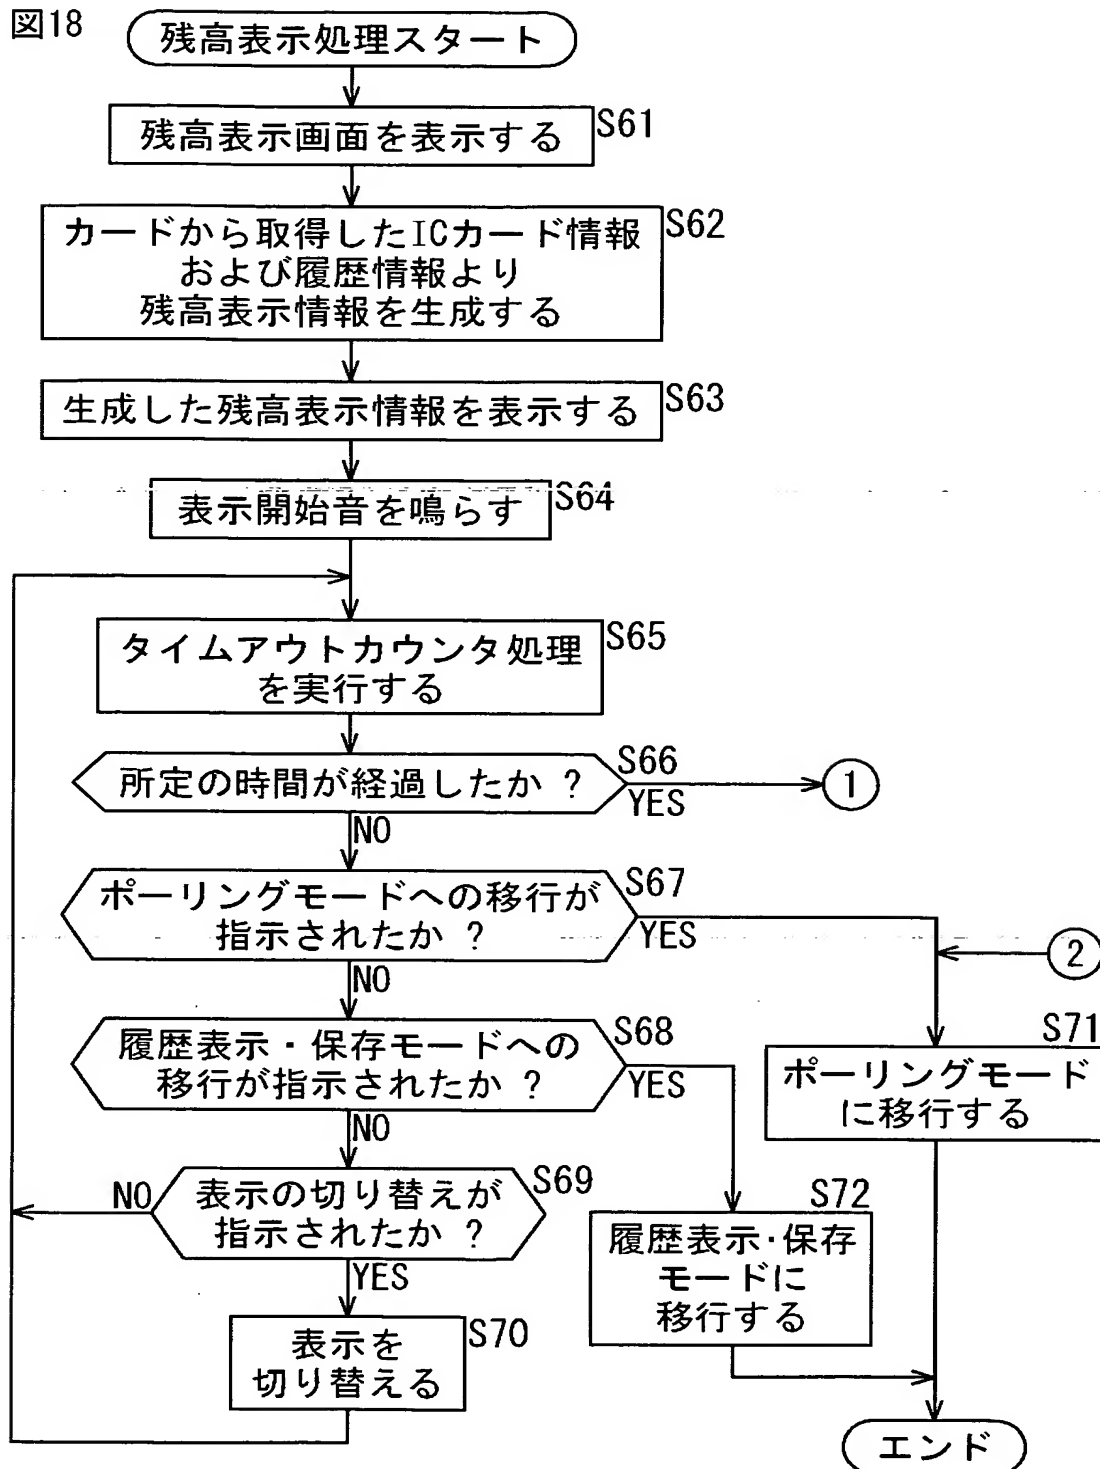 図18
残高表示処理スタート
残高表示画面を表示する
S61
カードから取得したICカード情報
および履歴情報より
残高表示情報を生成する
S62
生成した残高表示情報を表示する
S63
表示開始音を鳴らす
S64
タイムアウトカウンタ処理
を実行する
S65
所定の時間が経過したか ?
S66
YES
1
NO
ポーリングモードへの移行が
指示されたか ?
S67
YES
2
NO
履歴表示・保存モードへの
移行が指示されたか ?
S68
YES
S71
ポーリングモード
に移行する
NO
表示の切り替えが
指示されたか ?
S69
NO
YES
S72
履歴表示・保存
モードに
移行する
表示を
切り替える
S70
エンド